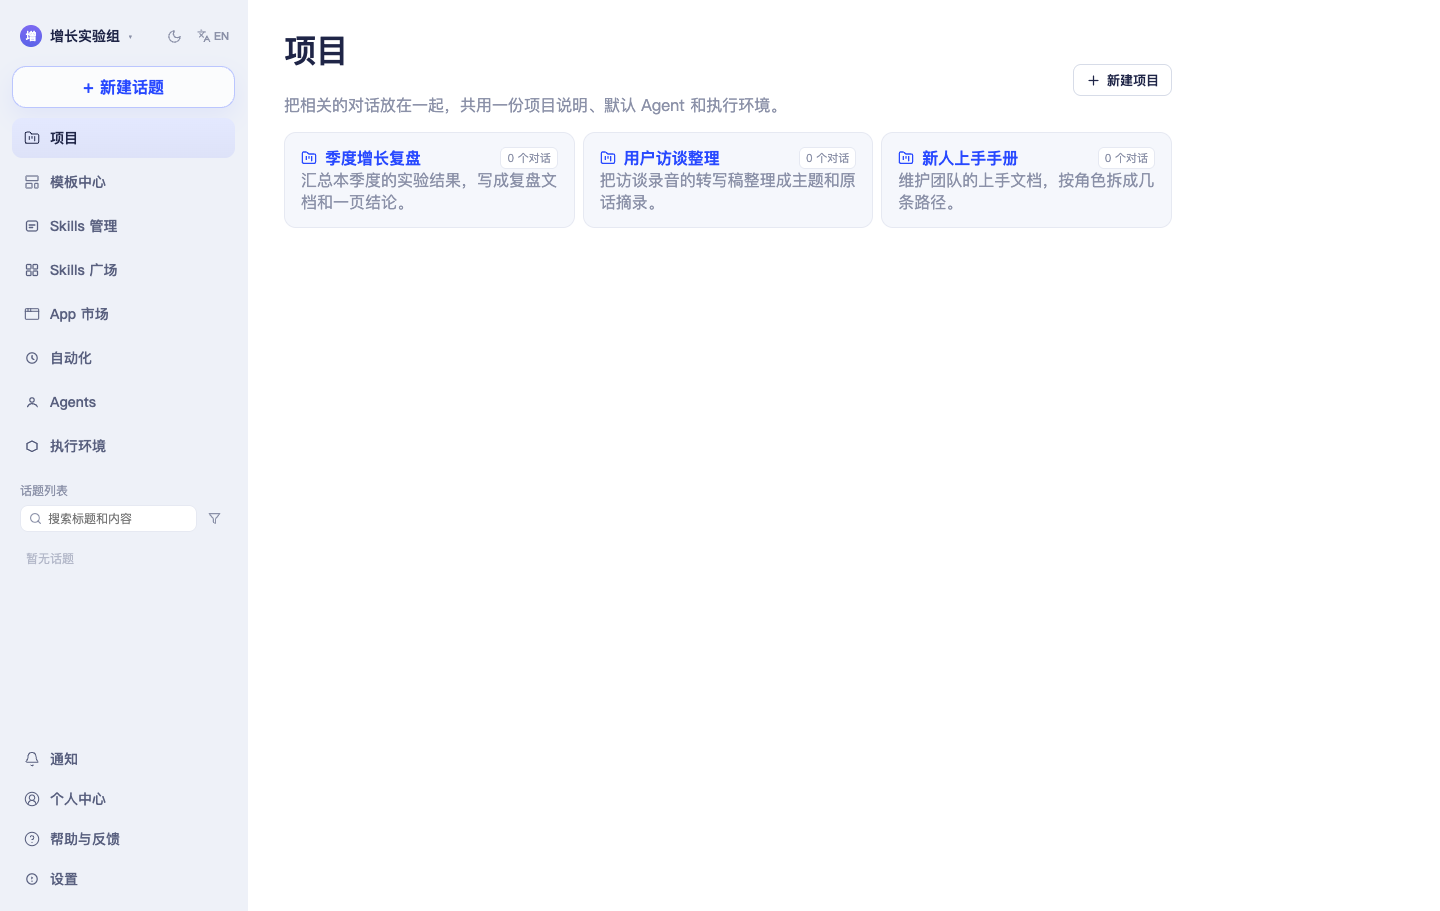 增 增长实验组
EN
+ 新建话题
项目
模板中心
Skills 管理
Skills 广场
App 市场
自动化
Agents
执行环境
话题列表
搜索标题和内容
暂无话题
通知
个人中心
帮助与反馈
设置
项目
新建项目
把相关的对话放在一起，共用一份项目说明、默认 Agent 和执行环境。
季度增长复盘
0 个对话
汇总本季度的实验结果，写成复盘文
档和一页结论。
用户访谈整理
0 个对话
把访谈录音的转写稿整理成主题和原
话摘录。
新人上手手册
0 个对话
维护团队的上手文档，按角色拆成几
条路径。